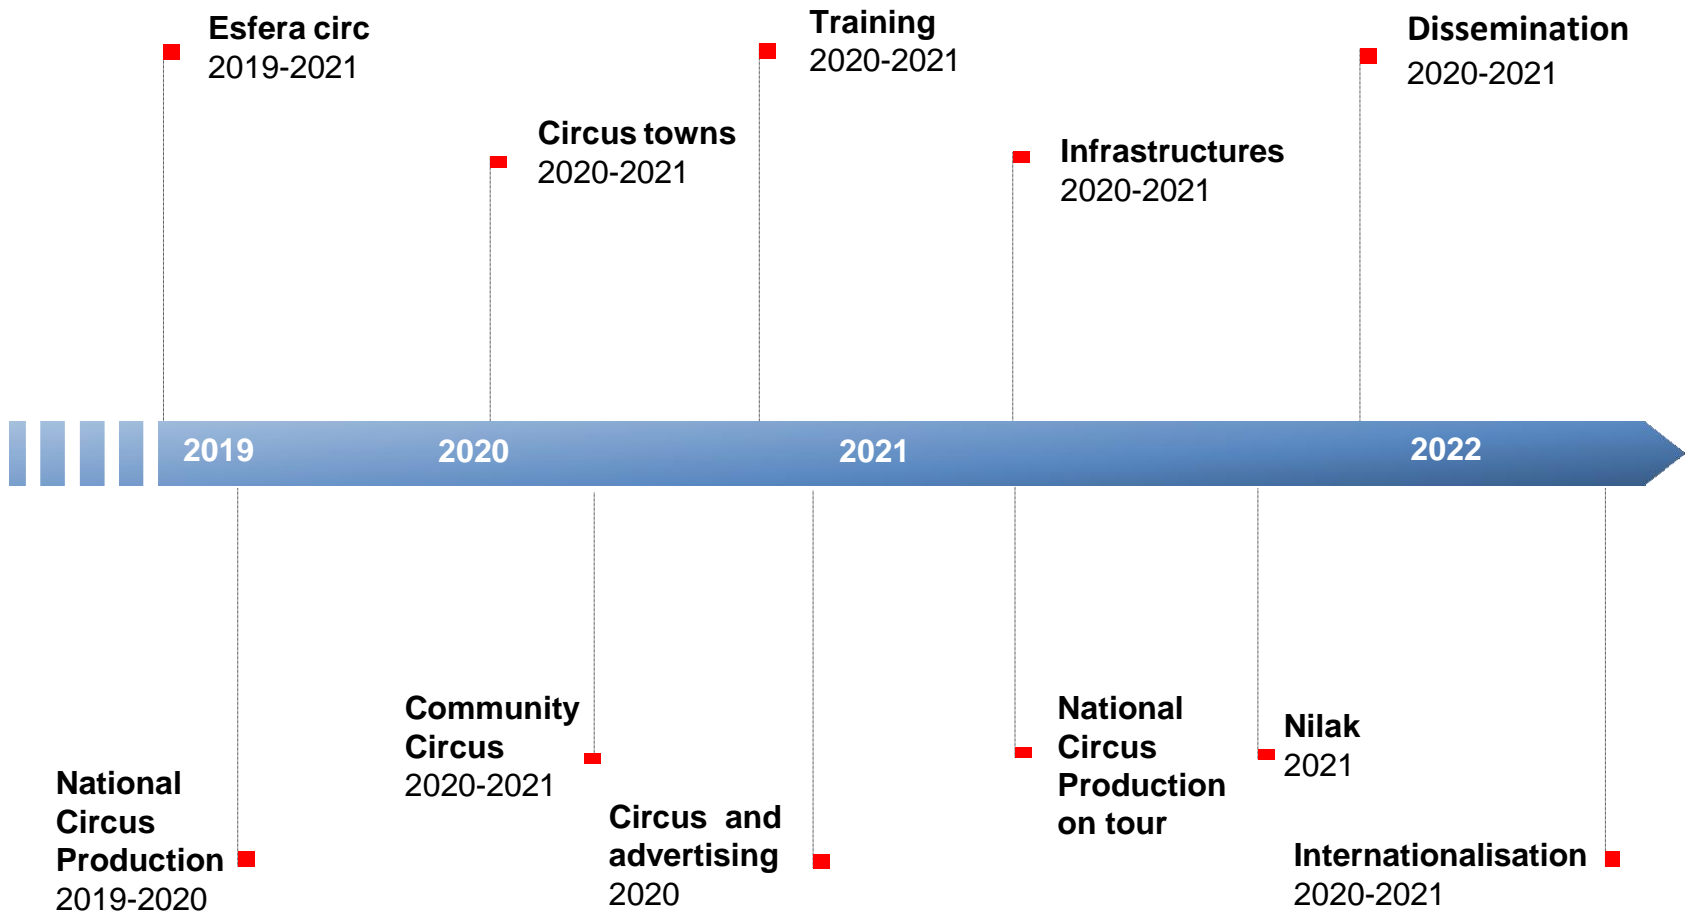 Esfera circ
2019-2021
Training
2020-2021
Dissemination
2020-2021
Circus towns
2020-2021
Infrastructures
2020-2021
2019
2020
2021
2022
National
Circus
Production
2019-2020
Community
Circus
2020-2021
Circus and
advertising
2020
National
Circus
Production
on tour
Nilak
2021
Internationalisation
2020-2021